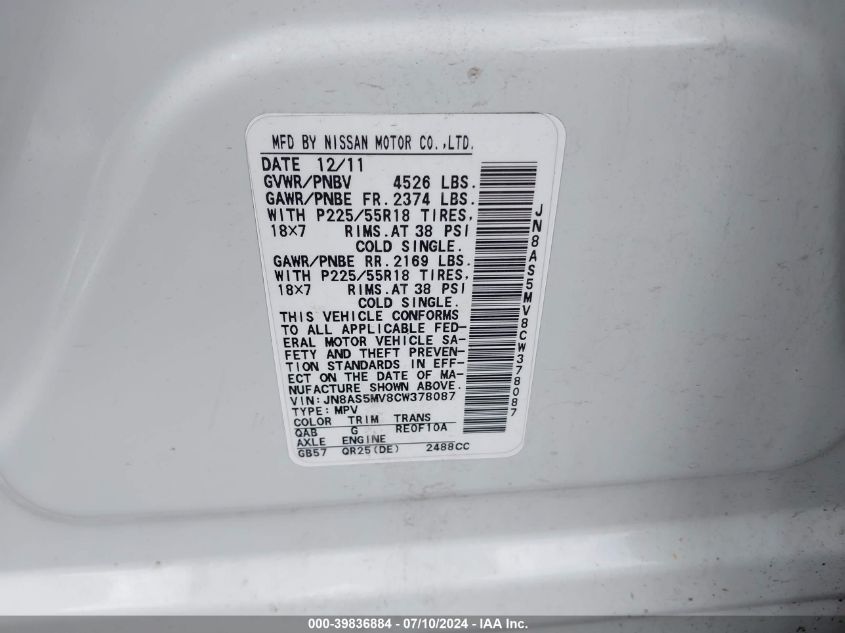 MFD BY NISSAN MOTOR CO.,LTD.
DATE 12/11
GVWR/PNBV 4526 LBS.
GAWR/PNBE FR. 2374 LBS.
WITH P225/55R18 TIRES,
18X7 RIMS.AT 38 PSI
COLD SINGLE.
GAWR/PNBE RR. 2169 LBS.
WITH P225/55R18 TIRES,
18X7 RIMS.AT 38 PSI
COLD SINGLE.
THIS VEHICLE CONFORMS
TO ALL APPLICABLE FED-
ERAL MOTOR VEHICLE SA-
FETY AND THEFT PREVEN-
TION STANDARDS IN EFF-
ECT ON THE DATE OF MA-
NUFACTURE SHOWN ABOVE.
VIN: JN8AS5MV8CW378087
TYPE: MPV
COLOR TRIM TRANS
QAB G RE0F10A
AXLE ENGINE
GB57 QR25(DE) 2488CC
JN8AS5MV8CW378087
000-39836884 / 07/10/2024 - IAA Inc.